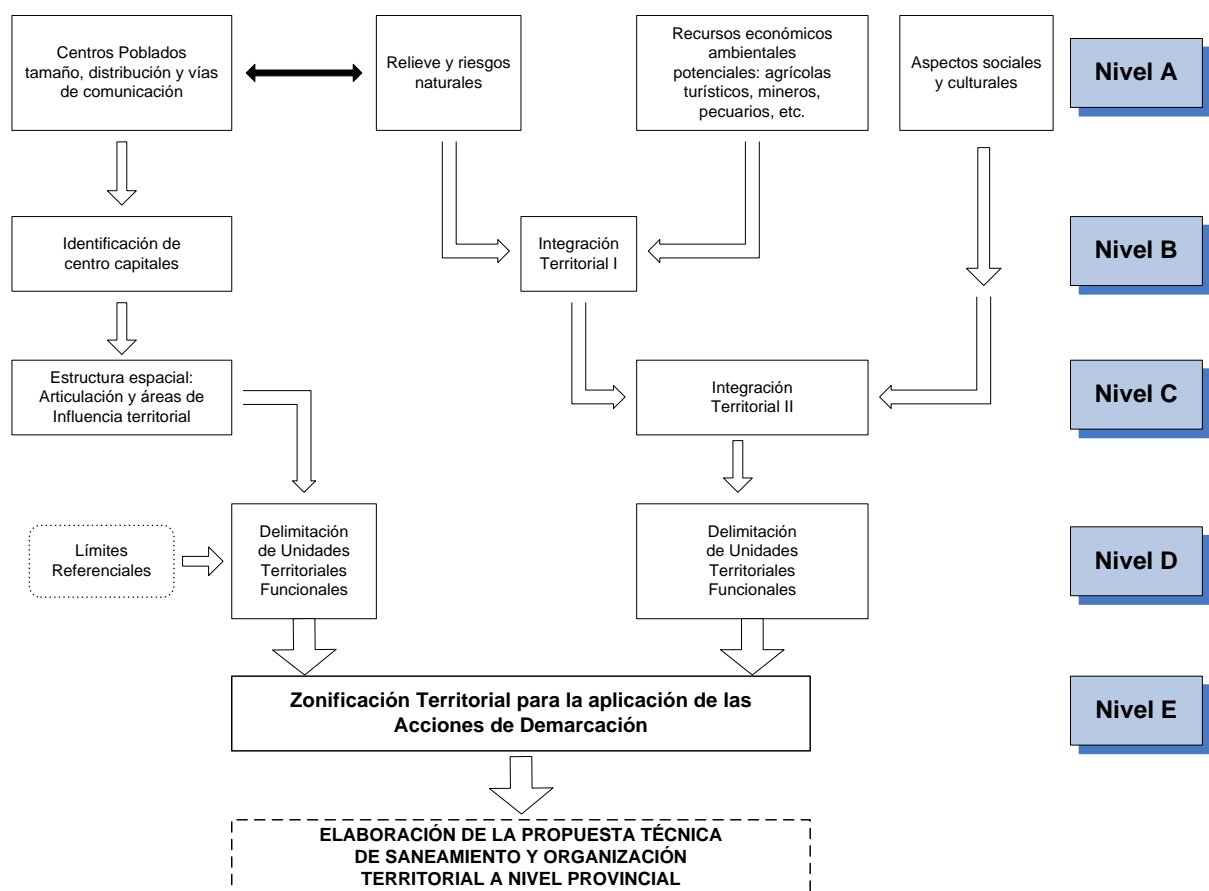 Centros Poblados
tamaño, distribución y vías
de comunicación
Relieve y riesgos
naturales
Recursos económicos
ambientales
potenciales: agrícolas
turísticos, mineros,
pecuarios, etc.
Aspectos sociales
y culturales
Nivel A
Identificación de
centro capitales
Integración
Territorial I
Nivel B
Estructura espacial:
Articulación y áreas de
Influencia territorial
Integración
Territorial II
Nivel C
Límites
Referenciales
Delimitación
de Unidades
Territoriales
Funcionales
Delimitación
de Unidades
Territoriales
Funcionales
Nivel D
Zonificación Territorial para la aplicación de las
Acciones de Demarcación
Nivel E
ELABORACIÓN DE LA PROPUESTA TÉCNICA
DE SANEAMIENTO Y ORGANIZACIÓN
TERRITORIAL A NIVEL PROVINCIAL